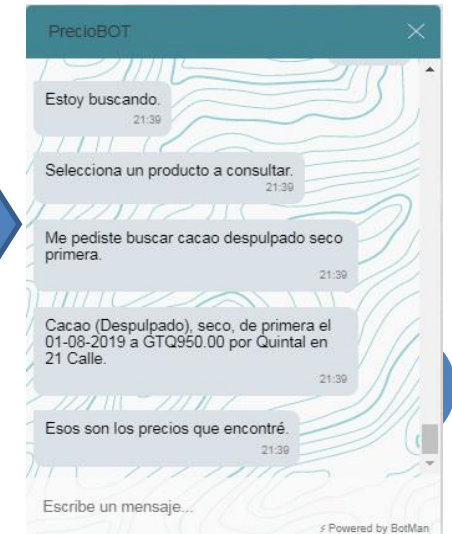 PrecioBOT
Estoy buscando.
21:39
Selecciona un producto a consultar.
21:39
Me pediste buscar cacao despulpado seco
primera.
21:39
Cacao (Despulpado), seco, de primera el
01-08-2019 a GTQ950.00 por Quintal en
21 Calle.
21:39
Esos son los precios que encontré.
21:39
Escribe un mensaje...
⚡ Powered by BotMan